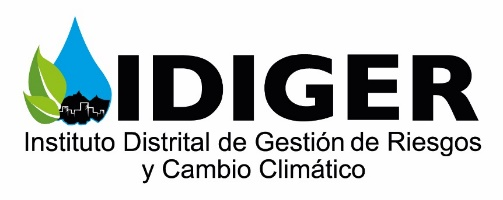 IDIGER
Instituto Distrital de Gestión de Riesgos
y Cambio Climático